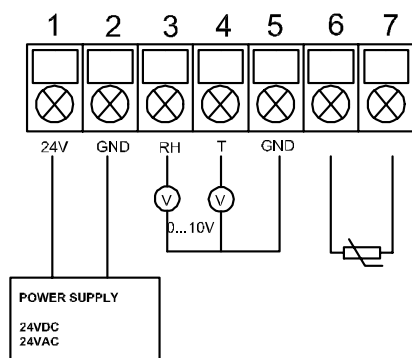 1 2 3 4 5 6 7
24V GND RH T GND
V V
0...10V
POWER SUPPLY
24VDC
24VAC